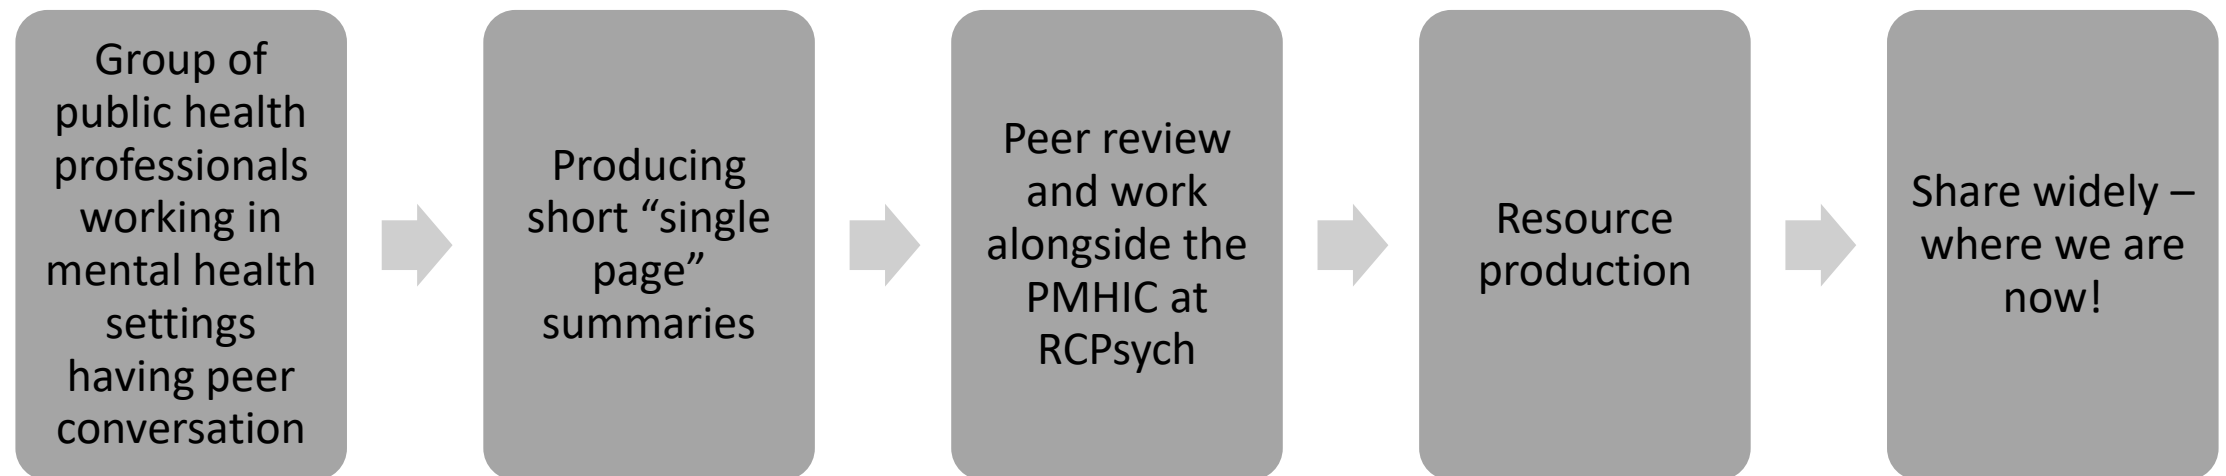 Group of
public health
professionals
working in
mental health
settings
having peer
conversation
Producing
short “single
page”
summaries
Peer review
and work
alongside the
PMHIC at
RCPsych
Resource
production
Share widely –
where we are
now!